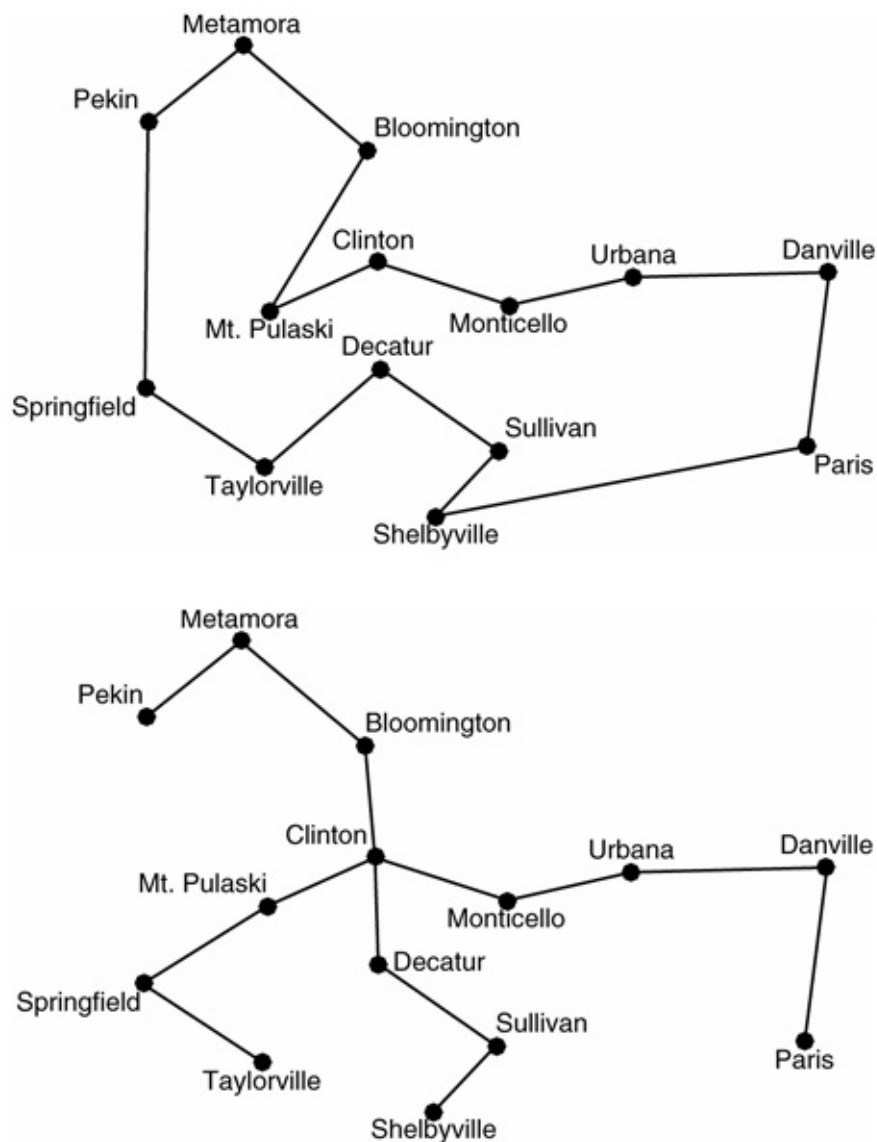 Metamora
Pekin
Bloomington
Clinton
Urbana
Danville
Monticello
Mt. Pulaski
Decatur
Springfield
Sullivan
Paris
Taylorville
Shelbyville
Metamora
Pekin
Bloomington
Clinton
Urbana
Danville
Mt. Pulaski
Monticello
Decatur
Springfield
Sullivan
Paris
Taylorville
Shelbyville